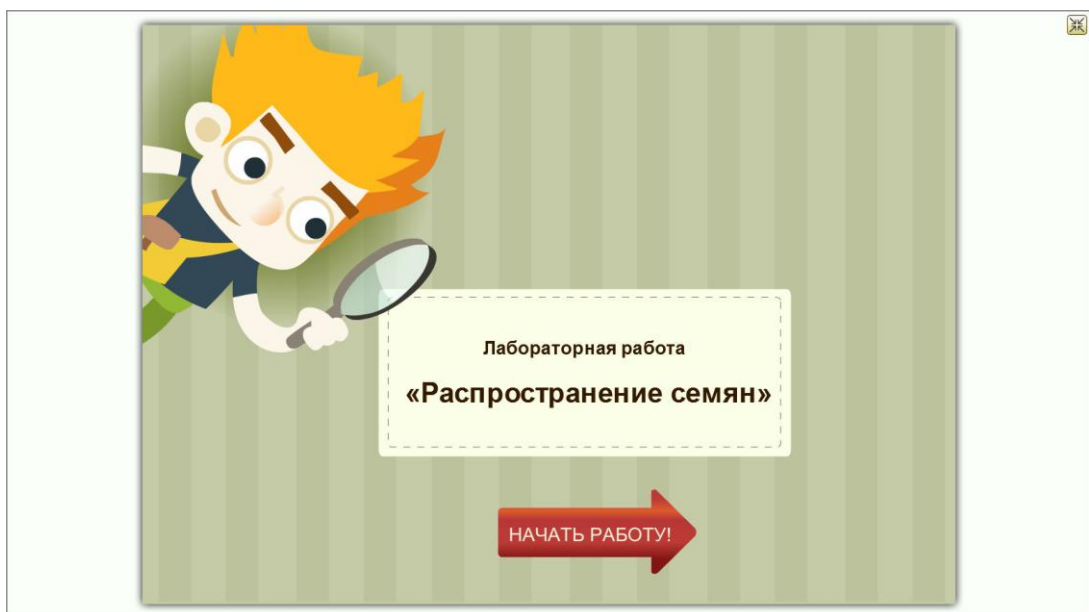 Лабораторная работа
«Распространение семян»
НАЧАТЬ РАБОТУ!